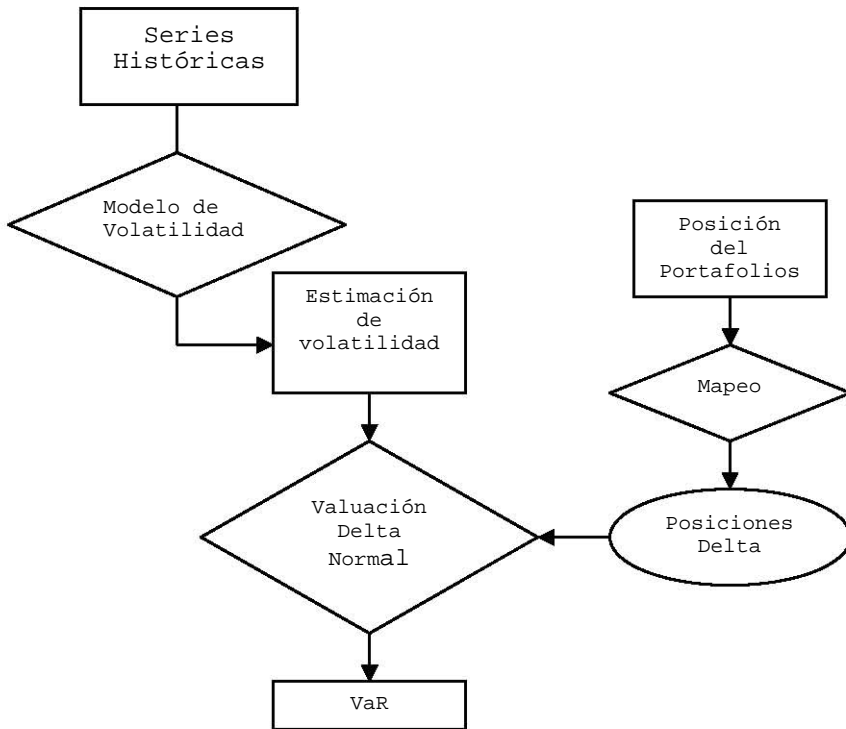 Series
Históricas
Modelo de
Volatilidad
Posición
del
Portafolios
Estimación
de
volatilidad
Mapeo
Valuación
Delta
Normal
Posiciones
Delta
VaR